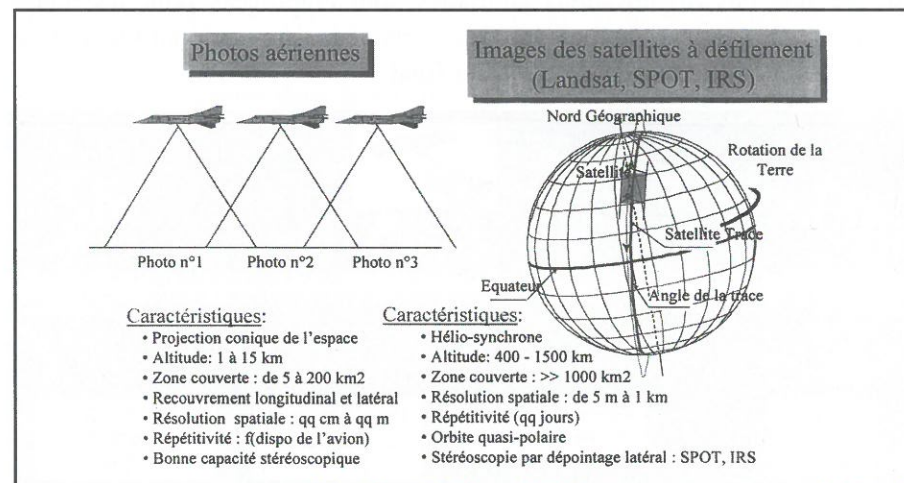 Photos aériennes
Images des satellites à défilement
(Landsat, SPOT, IRS)
Photo n°1
Photo n°2
Photo n°3
Nord Géographique
Rotation de la
Terre
Satellite
Satellite Trace
Equateur
Angle de la trace
Caractéristiques:
• Projection conique de l'espace
• Altitude: 1 à 15 km
• Zone couverte : de 5 à 200 km2
• Recouvrement longitudinal et latéral
• Résolution spatiale : qq cm à qq m
• Répétitivité : f(dispo de l'avion)
• Bonne capacité stéréoscopique
Caractéristiques:
• Hélio-synchrone
• Altitude: 400 - 1500 km
• Zone couverte : >> 1000 km2
• Résolution spatiale : de 5 m à 1 km
• Répétitivité (qq jours)
• Orbite quasi-polaire
• Stéréoscopie par dépointage latéral : SPOT, IRS